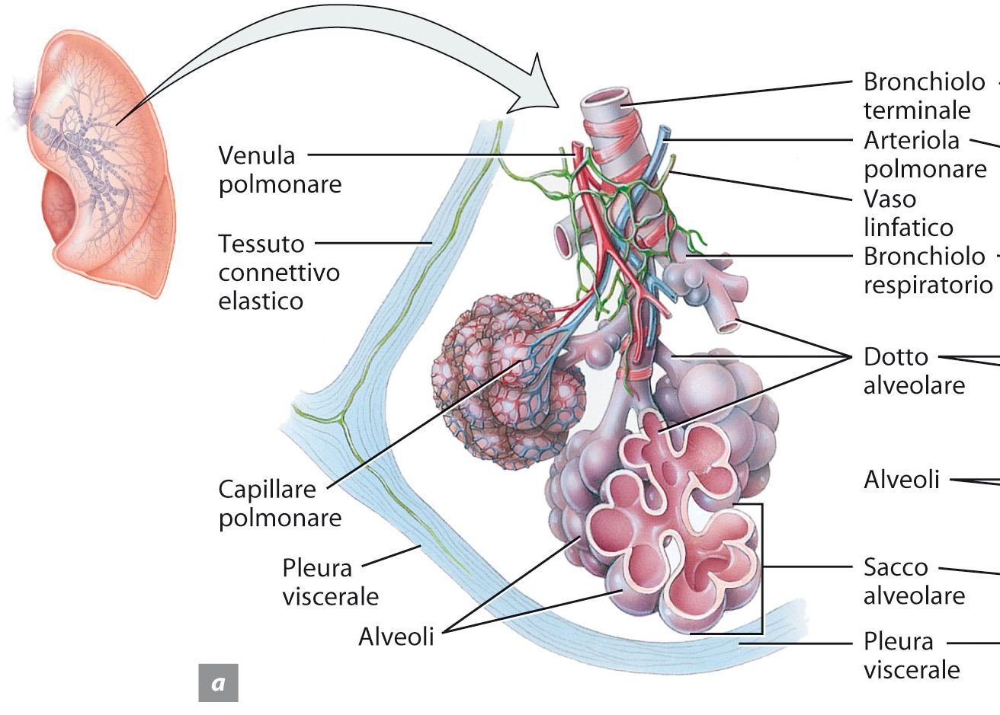 Venula
polmonare
Tessuto
connettivo
elastico
Capillare
polmonare
Pleura
viscerale
Alveoli
a
Bronchiolo
terminale
Arteriola
polmonare
Vaso
linfatico
Bronchiolo
respiratorio
Dotto
alveolare
Alveoli
Sacco
alveolare
Pleura
viscerale